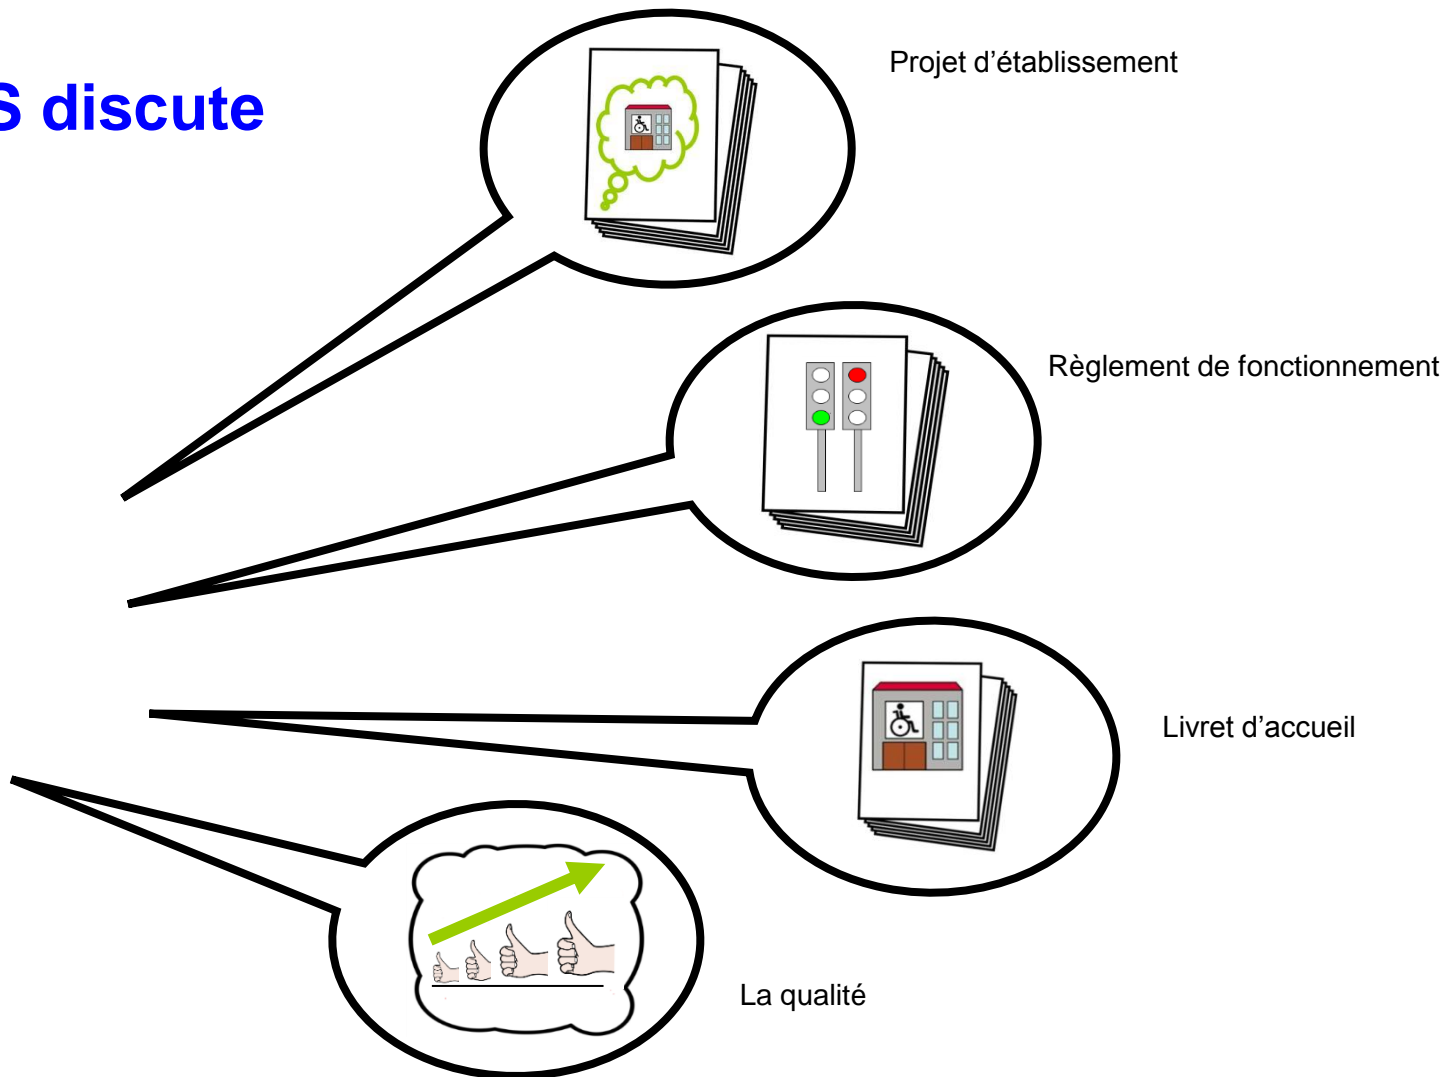 S discute
Projet d’établissement
Règlement de fonctionnement
Livret d’accueil
La qualité